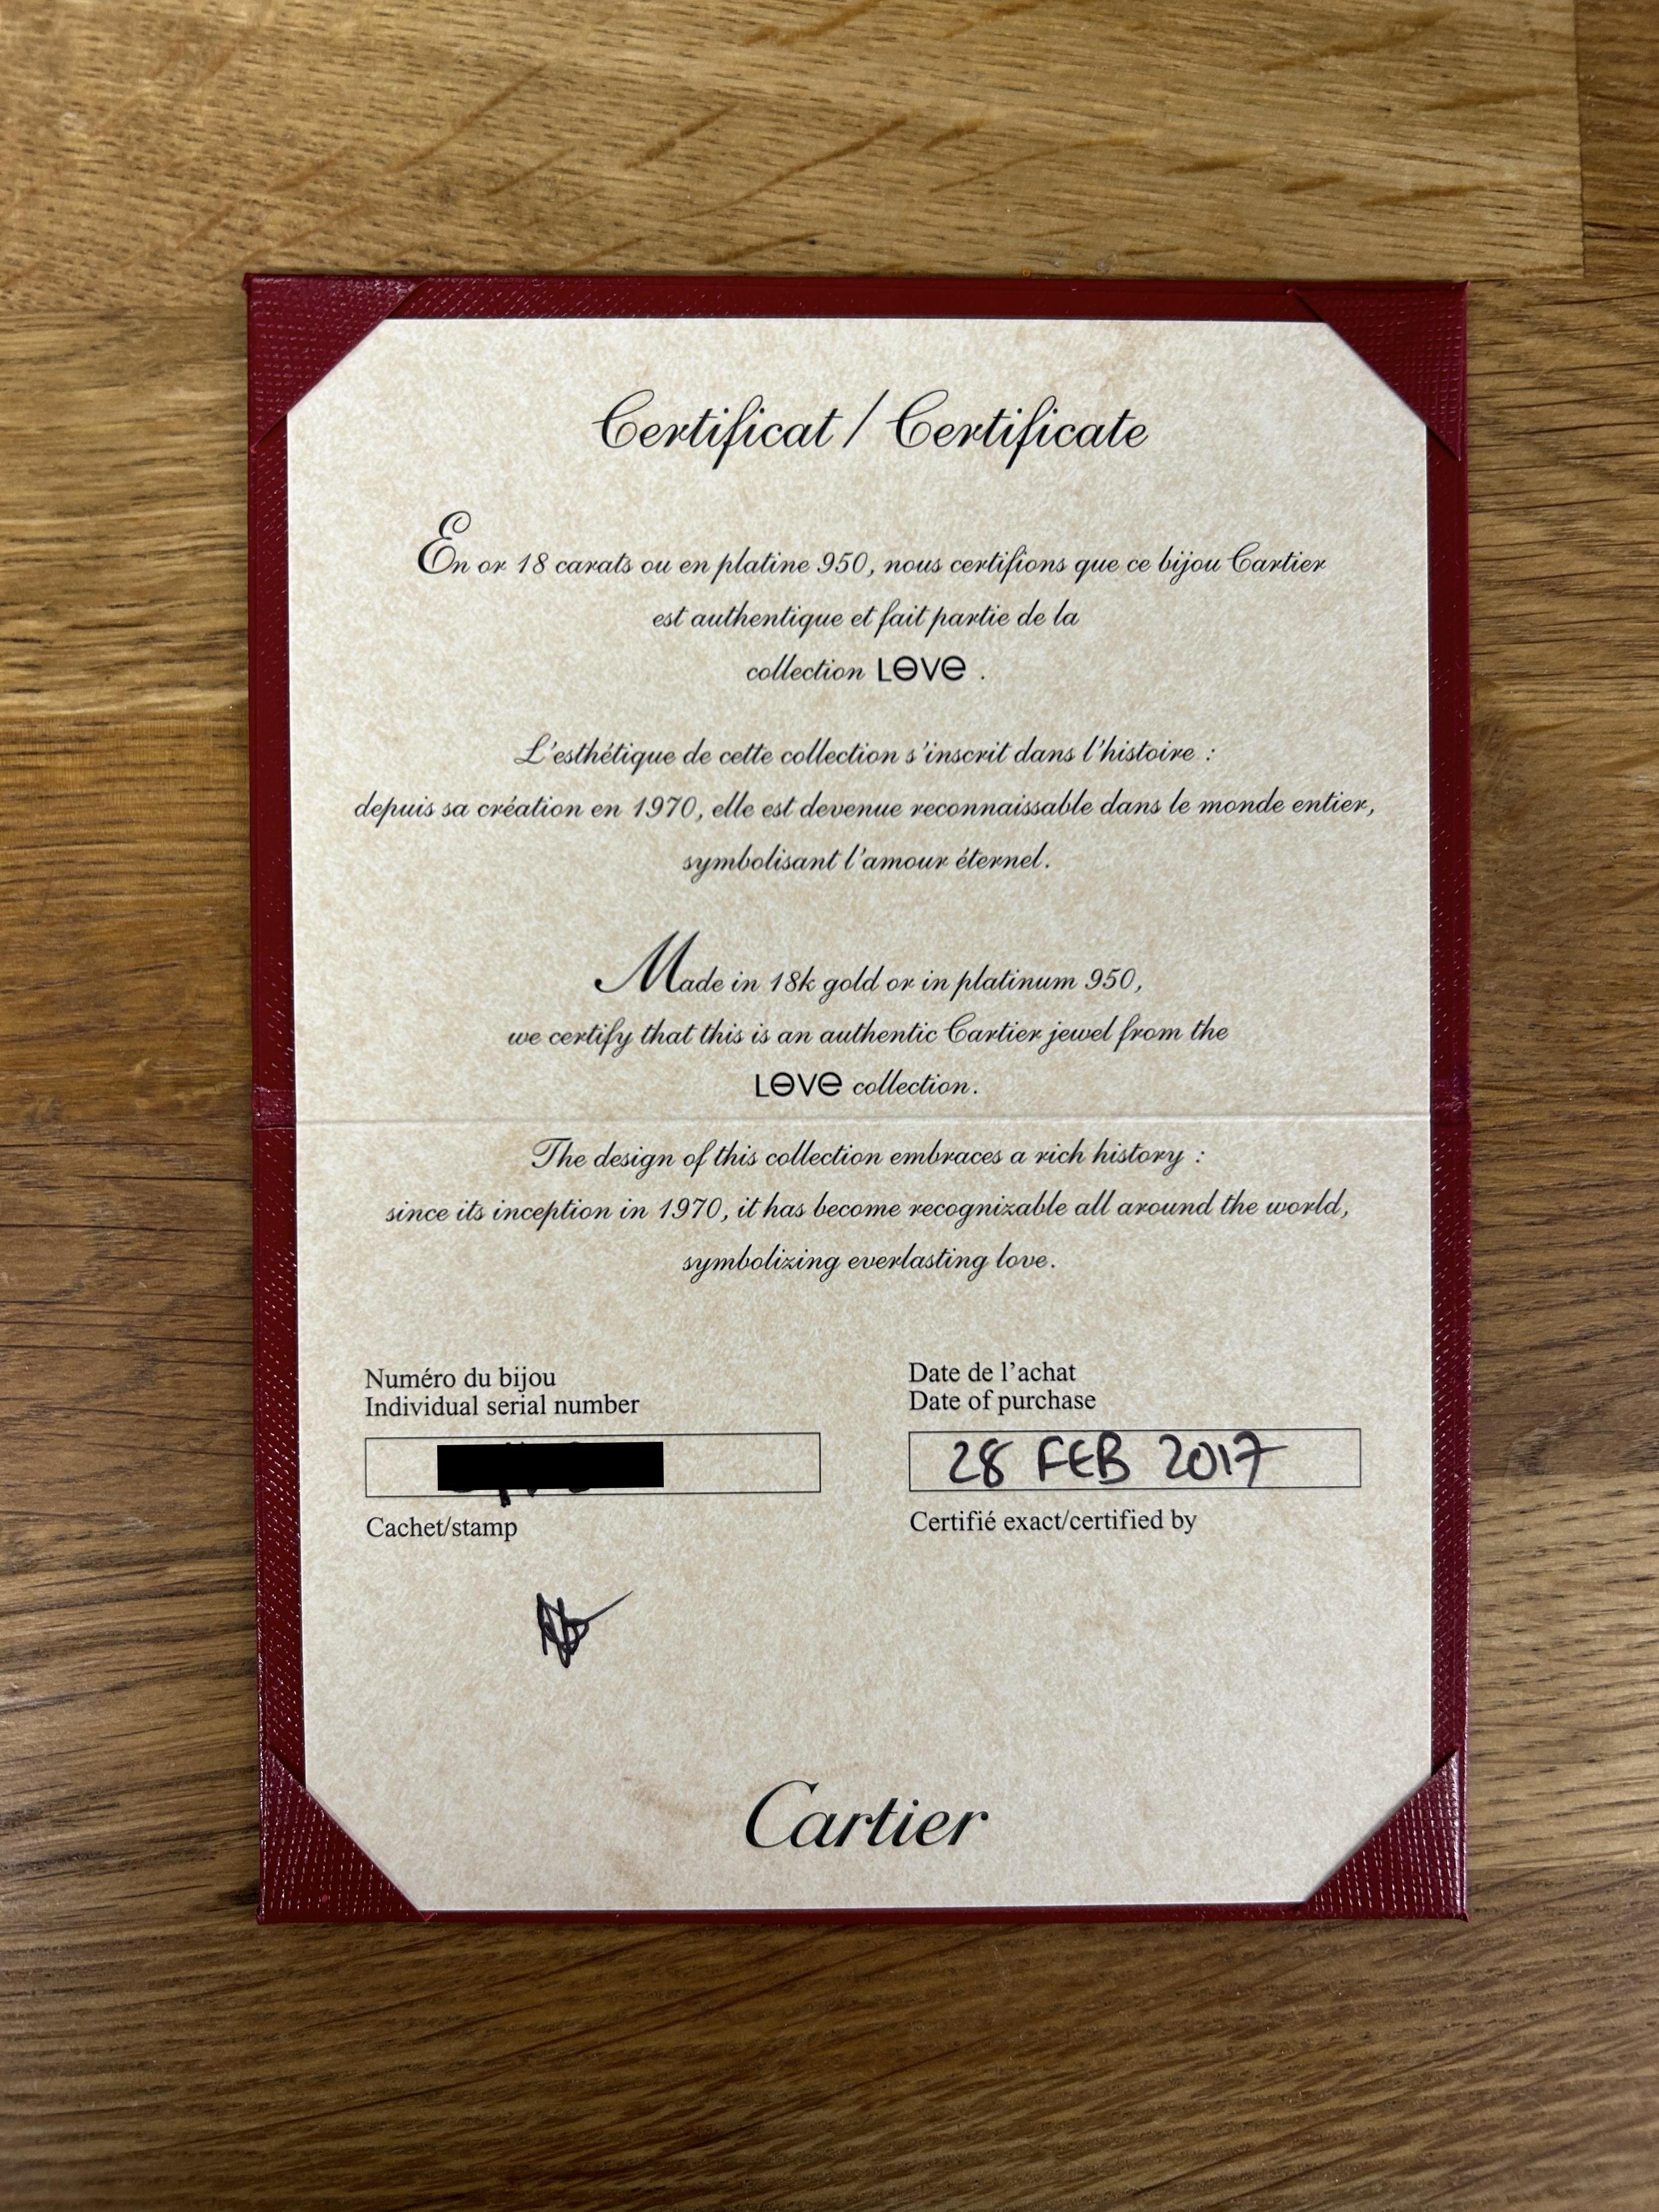 Certificat / Certificate
En or 18 carats ou en platine 950, nous certifions que ce bijou Cartier
est authentique et fait partie de la
collection LOVE .
L'esthétique de cette collection s'inscrit dans l'histoire :
depuis sa création en 1970, elle est devenue reconnaissable dans le monde entier,
symbolisant l'amour éternel.
Made in 18k gold or in platinum 950,
we certify that this is an authentic Cartier jewel from the
LOVE collection.
The design of this collection embraces a rich history :
since its inception in 1970, it has become recognizable all around the world,
symbolizing everlasting love.
Numéro du bijou
Individual serial number
Cachet/stamp
Date de l'achat
Date of purchase
28 FEB 2017
Certifié exact/certified by
Cartier